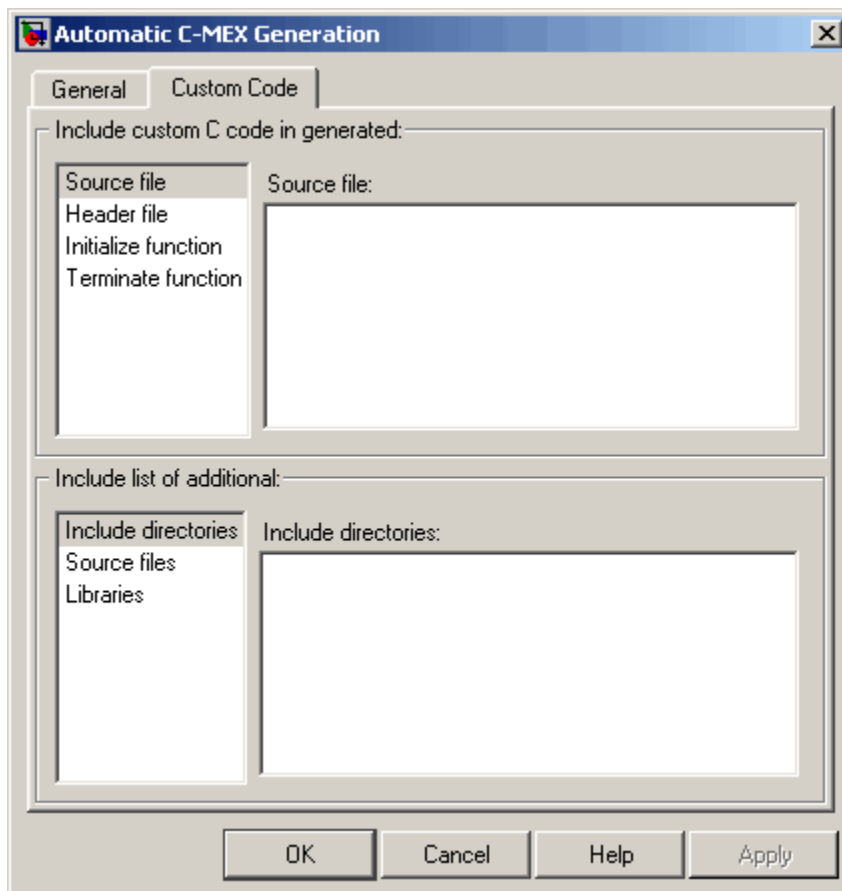 Automatic C-MEX Generation
General
Custom Code
Include custom C code in generated:
Source file
Header file
Initialize function
Terminate function
Source file:
Include list of additional:
Include directories
Source files
Libraries
Include directories:
OK
Cancel
Help
Apply